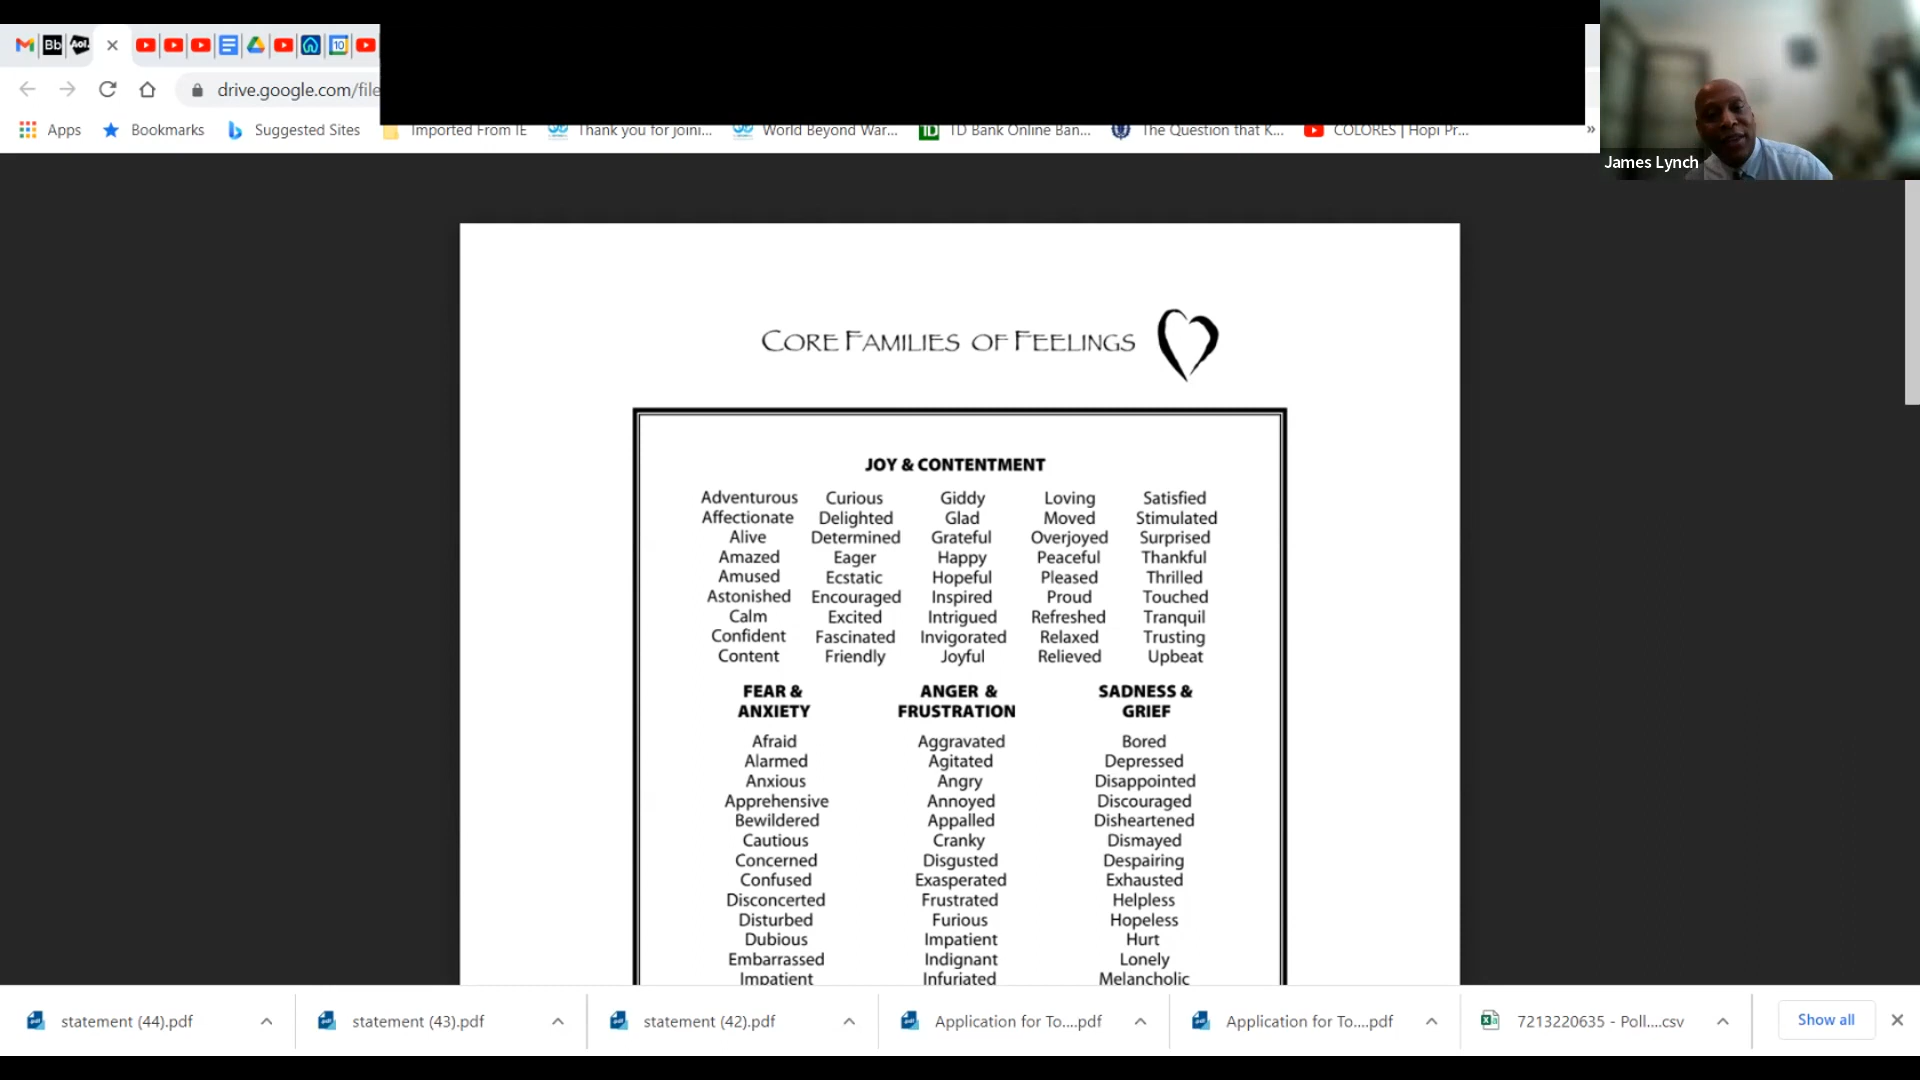 Bb Aol. 10
drive.google.com/file
Apps Bookmarks Suggested Sites Imported From IE Thank you for joini... World Beyond War... TD Bank Online Ban... The Question that K... COLORES | Hopi Pr... »
James Lynch
CORE FAMILIES OF FEELINGS
JOY & CONTENTMENT
Adventurous Curious Giddy Loving Satisfied
Affectionate Delighted Glad Moved Stimulated
Alive Determined Grateful Overjoyed Surprised
Amazed Eager Happy Peaceful Thankful
Amused Ecstatic Hopeful Pleased Thrilled
Astonished Encouraged Inspired Proud Touched
Calm Excited Intrigued Refreshed Tranquil
Confident Fascinated Invigorated Relaxed Trusting
Content Friendly Joyful Relieved Upbeat
FEAR & ANGER & SADNESS &
ANXIETY FRUSTRATION GRIEF
Afraid Aggravated Bored
Alarmed Agitated Depressed
Anxious Angry Disappointed
Apprehensive Annoyed Discouraged
Bewildered Appalled Disheartened
Cautious Cranky Dismayed
Concerned Disgusted Despairing
Confused Exasperated Exhausted
Disconcerted Frustrated Helpless
Disturbed Furious Hopeless
Dubious Impatient Hurt
Embarrassed Indignant Lonely
Impatient Infuriated Melancholic
statement (44).pdf statement (43).pdf statement (42).pdf Application for To....pdf Application for To....pdf 7213220635 - Poll....csv Show all